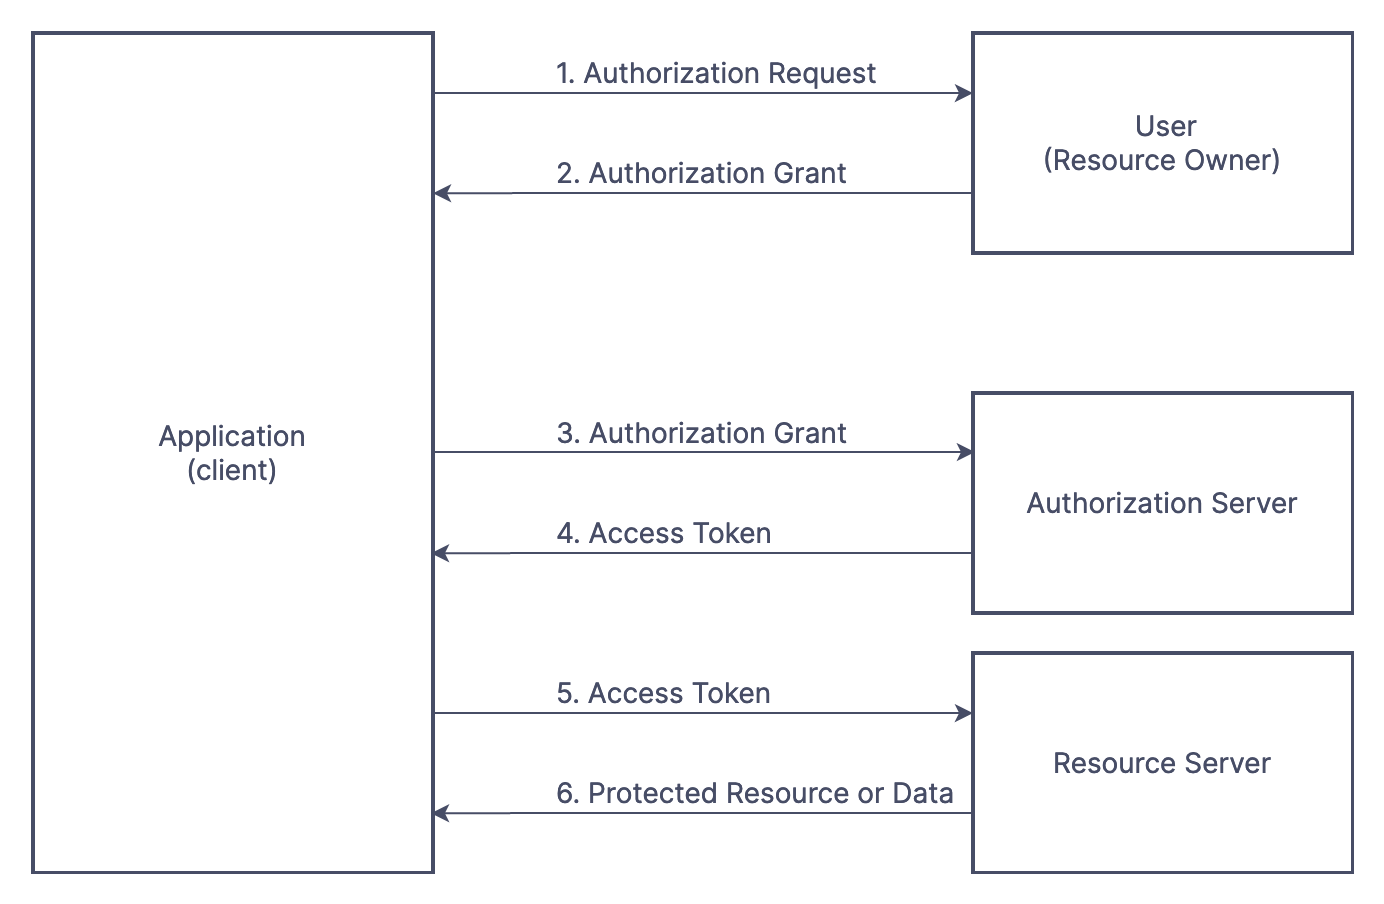 1. Authorization Request
User
(Resource Owner)
2. Authorization Grant
Application
(client)
3. Authorization Grant
Authorization Server
4. Access Token
5. Access Token
Resource Server
6. Protected Resource or Data